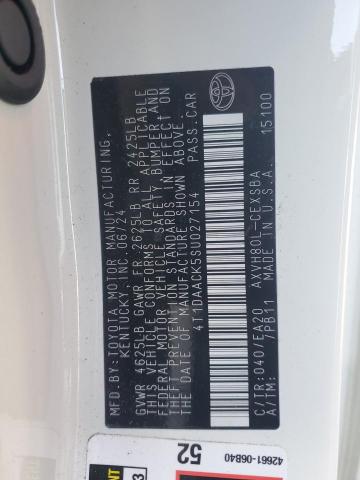 MFD.BY:TOYOTA MOTOR MANUFACTURING,
KENTUCKY, INC. 06/24
GVWR 4625LB GAWR FR 2625LB RR 2425LB
THIS VEHICLE CONFORMS TO ALL APPLICABLE
FEDERAL MOTOR VEHICLE SAFETY BUMPER, AND
THEFT PREVENTION STANDARDS IN EFFECT ON
THE DATE OF MANUFACTURE SHOWN ABOVE.
4T1DAACK5SU027154 PASS.CAR
C/TR:040/EA20 AXVH80L-CEXSBA
A/TM: 7PB11 MADE IN U.S.A. 15100
TOYOTA
42661-06B40
52